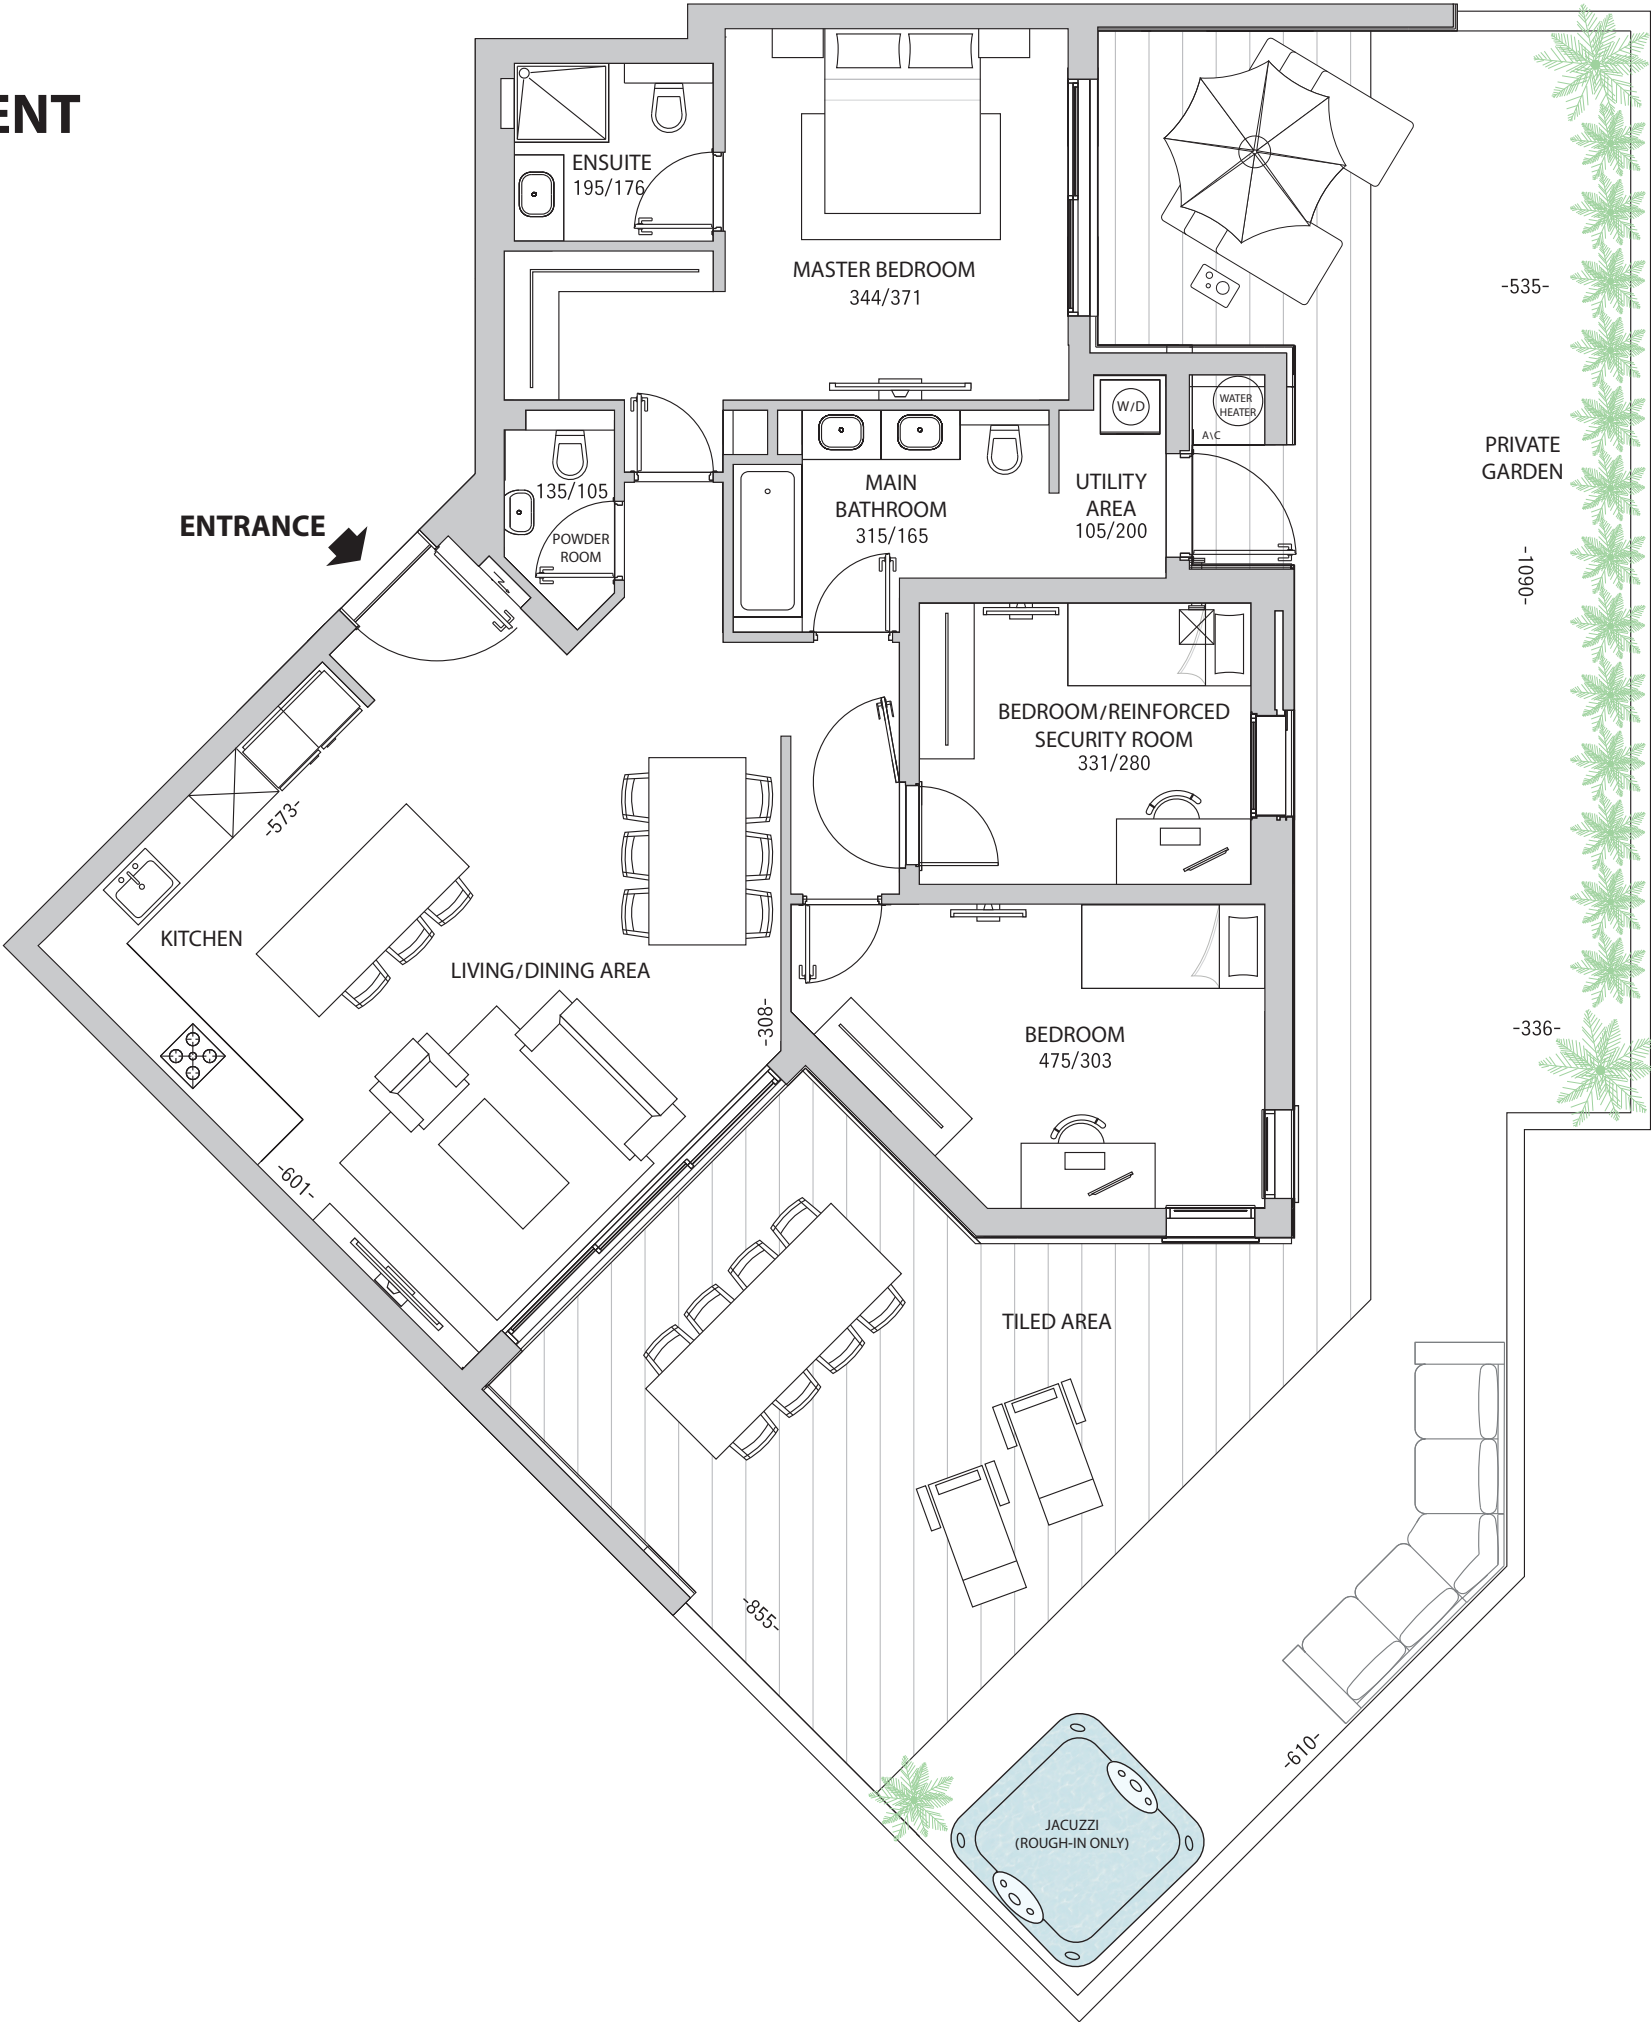 ENT
ENSUITE
195/176
MASTER BEDROOM
344/371
-535-
W/D
WATER
HEATER
A\C
PRIVATE
GARDEN
135/105
POWDER
ROOM
MAIN
BATHROOM
315/165
UTILITY
AREA
105/200
ENTRANCE
-1090-
BEDROOM/REINFORCED
SECURITY ROOM
331/280
-573-
KITCHEN
LIVING/DINING AREA
-308-
BEDROOM
475/303
-336-
-601-
TILED AREA
-855-
-610-
JACUZZI
(ROUGH-IN ONLY)